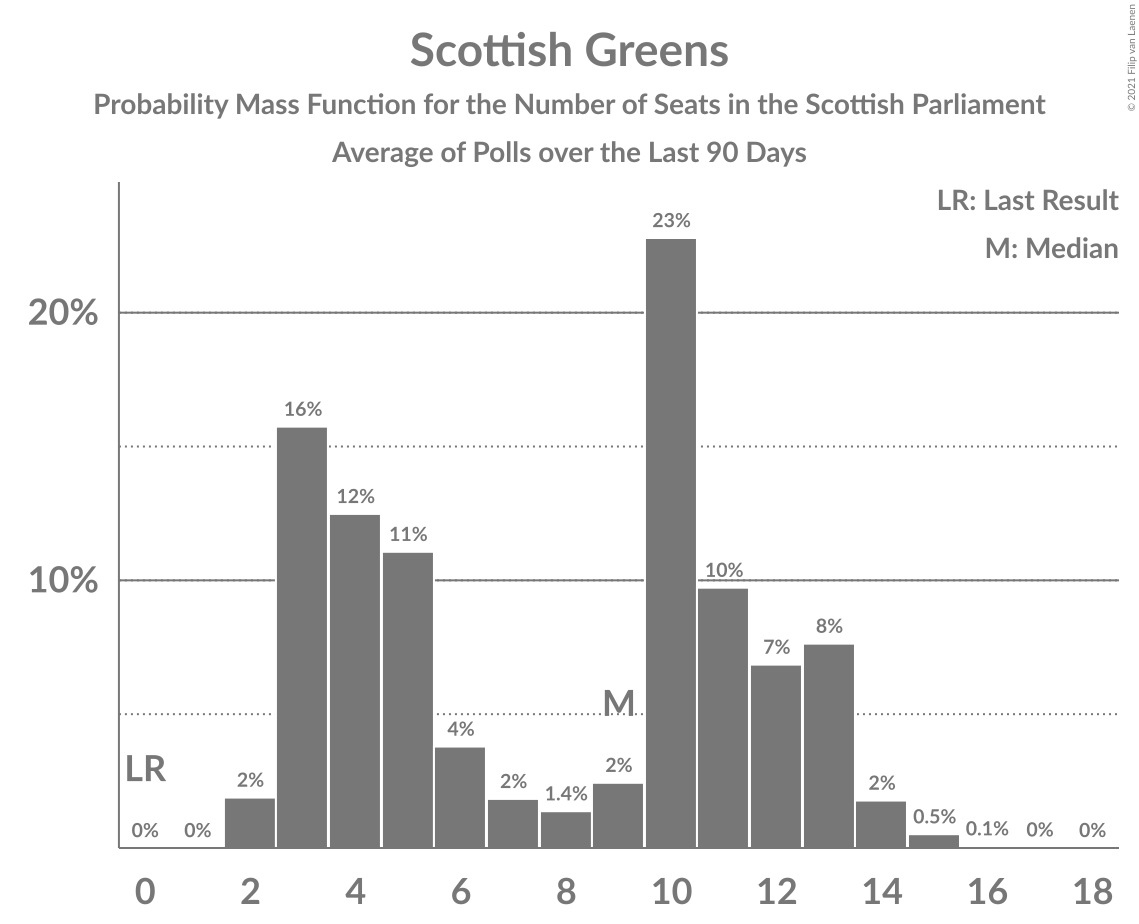 Scottish Greens
Probability Mass Function for the Number of Seats in the Scottish Parliament
Average of Polls over the Last 90 Days
© 2021 Filip van Laenen
LR: Last Result
M: Median
23%
20%
16%
12%
11%
10%
10%
8%
7%
M
4%
LR
2%
2%
1.4%
2%
2%
0.5%
0%
0%
0.1%
0%
0%
0 2 4 6 8 10 12 14 16 18